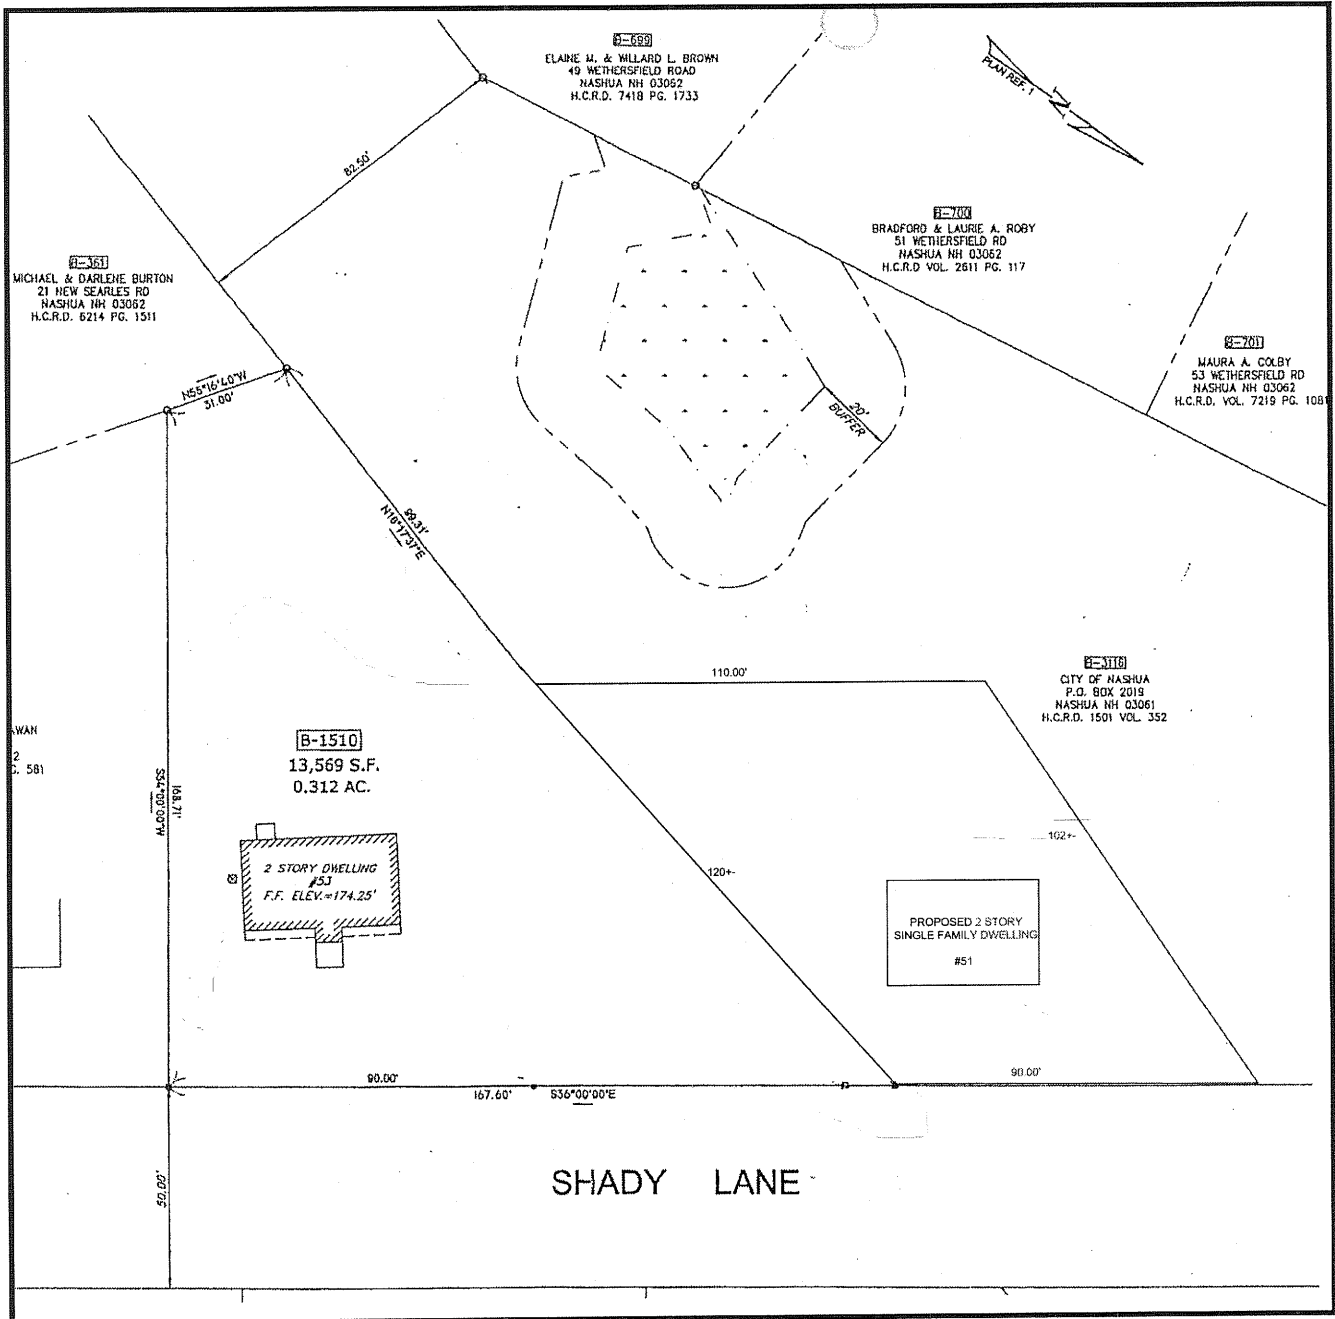 B-699
ELAINE M. & WILLARD L. BROWN
49 WETHERSFIELD ROAD
NASHUA NH 03062
H.C.R.D. 7418 PG. 1733
PLAN REF. 1
N
82.50'
B-700
BRADFORD & LAURIE A. ROBY
51 WETHERSFIELD RD
NASHUA NH 03062
H.C.R.D VOL. 2611 PG. 117
B-361
MICHAEL & DARLENE BURTON
21 NEW SEARLES RD
NASHUA NH 03062
H.C.R.D. 6214 PG. 1511
B-701
MAURA A. COLBY
53 WETHERSFIELD RD
NASHUA NH 03062
H.C.R.D. VOL. 7219 PG. 1081
N55°16'40"W
31.00'
20'
BUFFER
99.31'
N16°17'37"E
110.00'
B-3116
CITY OF NASHUA
P.O. BOX 2019
NASHUA NH 03061
H.C.R.D. 1501 VOL. 352
WAN
2
G. 581
B-1510
13,569 S.F.
0.312 AC.
168.71'
S54°00'00"W
2 STORY DWELLING
#53
F.F. ELEV.=174.25'
120+-
102+-
PROPOSED 2 STORY
SINGLE FAMILY DWELLING
#51
90.00'
167.60'
S36°00'00"E
90.00'
50.00'
SHADY LANE